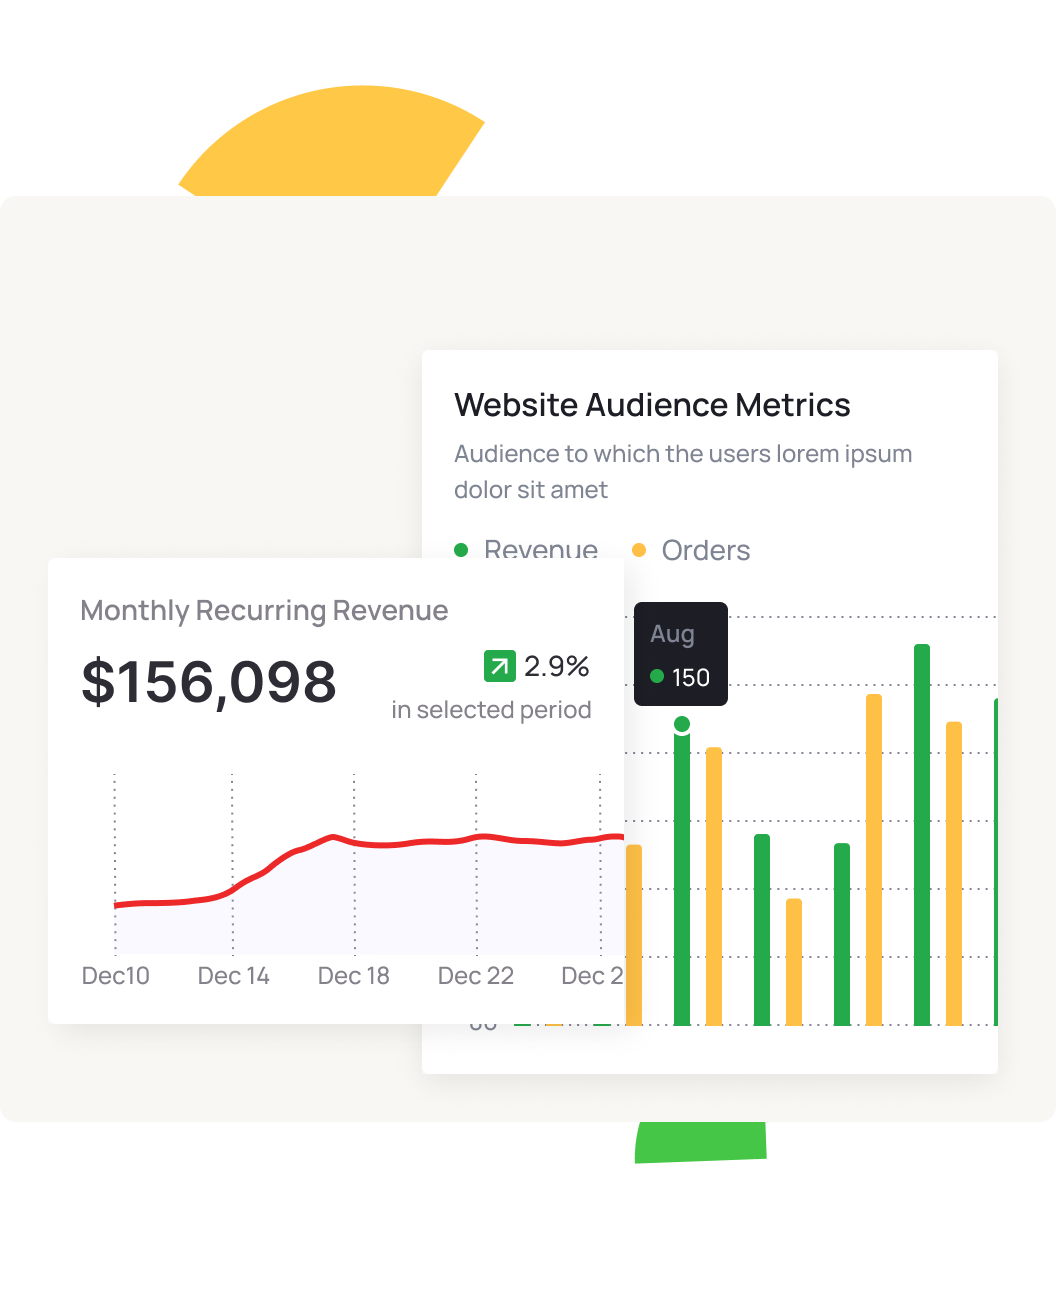 Website Audience Metrics
Audience to which the users lorem ipsum
dolor sit amet
Revenue
Orders
Monthly Recurring Revenue
$156,098
2.9%
in selected period
Aug
150
Dec10
Dec 14
Dec 18
Dec 22
Dec 2